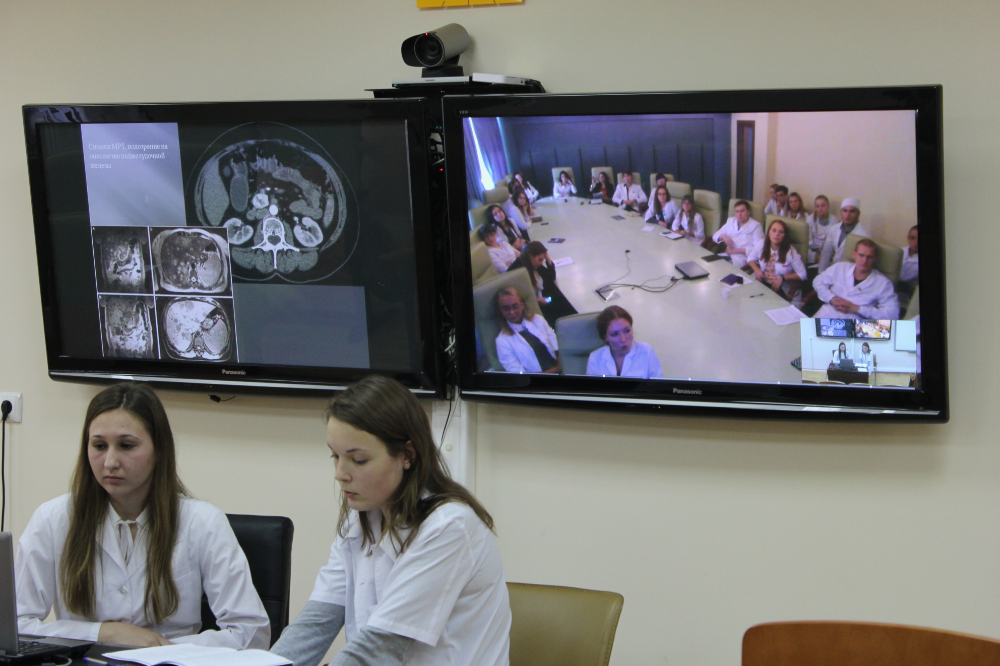 Снимки МРТ, подозрение на
онкологию поджелудочной
железы
Panasonic
Panasonic